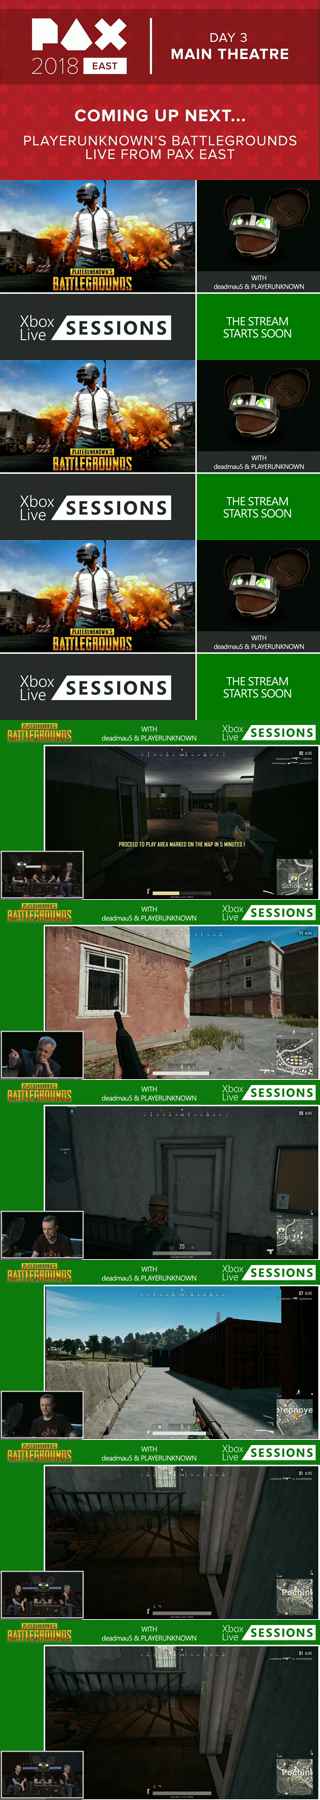 PAX
2018 EAST
DAY 3
MAIN THEATRE
COMING UP NEXT...
PLAYERUNKNOWN'S BATTLEGROUNDS
LIVE FROM PAX EAST
PLAYERUNKNOWN'S
BATTLEGROUNDS
WITH
deadmau5 & PLAYERUNKNOWN
Xbox
Live SESSIONS
THE STREAM
STARTS SOON
PLAYERUNKNOWN'S
BATTLEGROUNDS
WITH
deadmau5 & PLAYERUNKNOWN
Xbox
Live SESSIONS
THE STREAM
STARTS SOON
PLAYERUNKNOWN'S
BATTLEGROUNDS
WITH
deadmau5 & PLAYERUNKNOWN
Xbox
Live SESSIONS
THE STREAM
STARTS SOON
BATTLEGROUNDS
WITH
deadmau5 & PLAYERUNKNOWN
Xbox
Live SESSIONS
PROCEED TO PLAY AREA MARKED ON THE MAP IN 5 MINUTES!
BATTLEGROUNDS
WITH
deadmau5 & PLAYERUNKNOWN
Xbox
Live SESSIONS
BATTLEGROUNDS
WITH
deadmau5 & PLAYERUNKNOWN
Xbox
Live SESSIONS
BATTLEGROUNDS
WITH
deadmau5 & PLAYERUNKNOWN
Xbox
Live SESSIONS
BATTLEGROUNDS
WITH
deadmau5 & PLAYERUNKNOWN
Xbox
Live SESSIONS
Pochink
BATTLEGROUNDS
WITH
deadmau5 & PLAYERUNKNOWN
Xbox
Live SESSIONS
Pochink